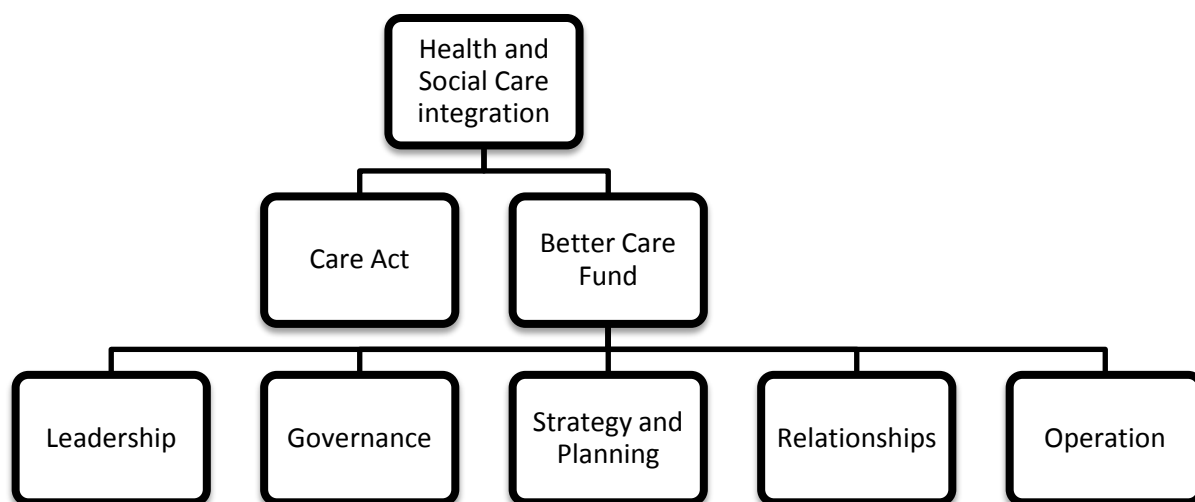 Health and
Social Care
integration
Care Act
Better Care
Fund
Leadership
Governance
Strategy and
Planning
Relationships
Operation